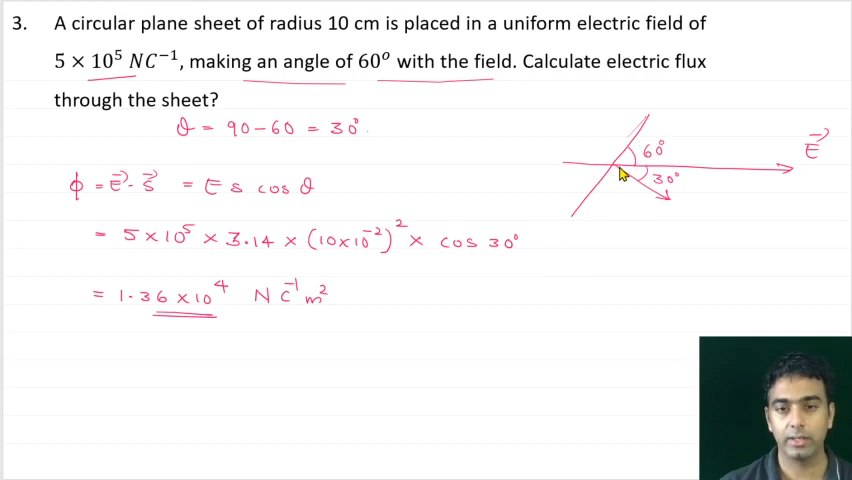 3. A circular plane sheet of radius 10 cm is placed in a uniform electric field of
5 × 10⁵ NC⁻¹, making an angle of 60ᵒ with the field. Calculate electric flux
through the sheet?
θ = 90-60 = 30°.
ϕ = E⃗·S⃗ = E s cos θ
= 5×10⁵ × 3.14 × (10×10⁻²)² × cos 30°
= 1.36 ×10⁴ N C⁻¹ m²
60°
30°
E⃗